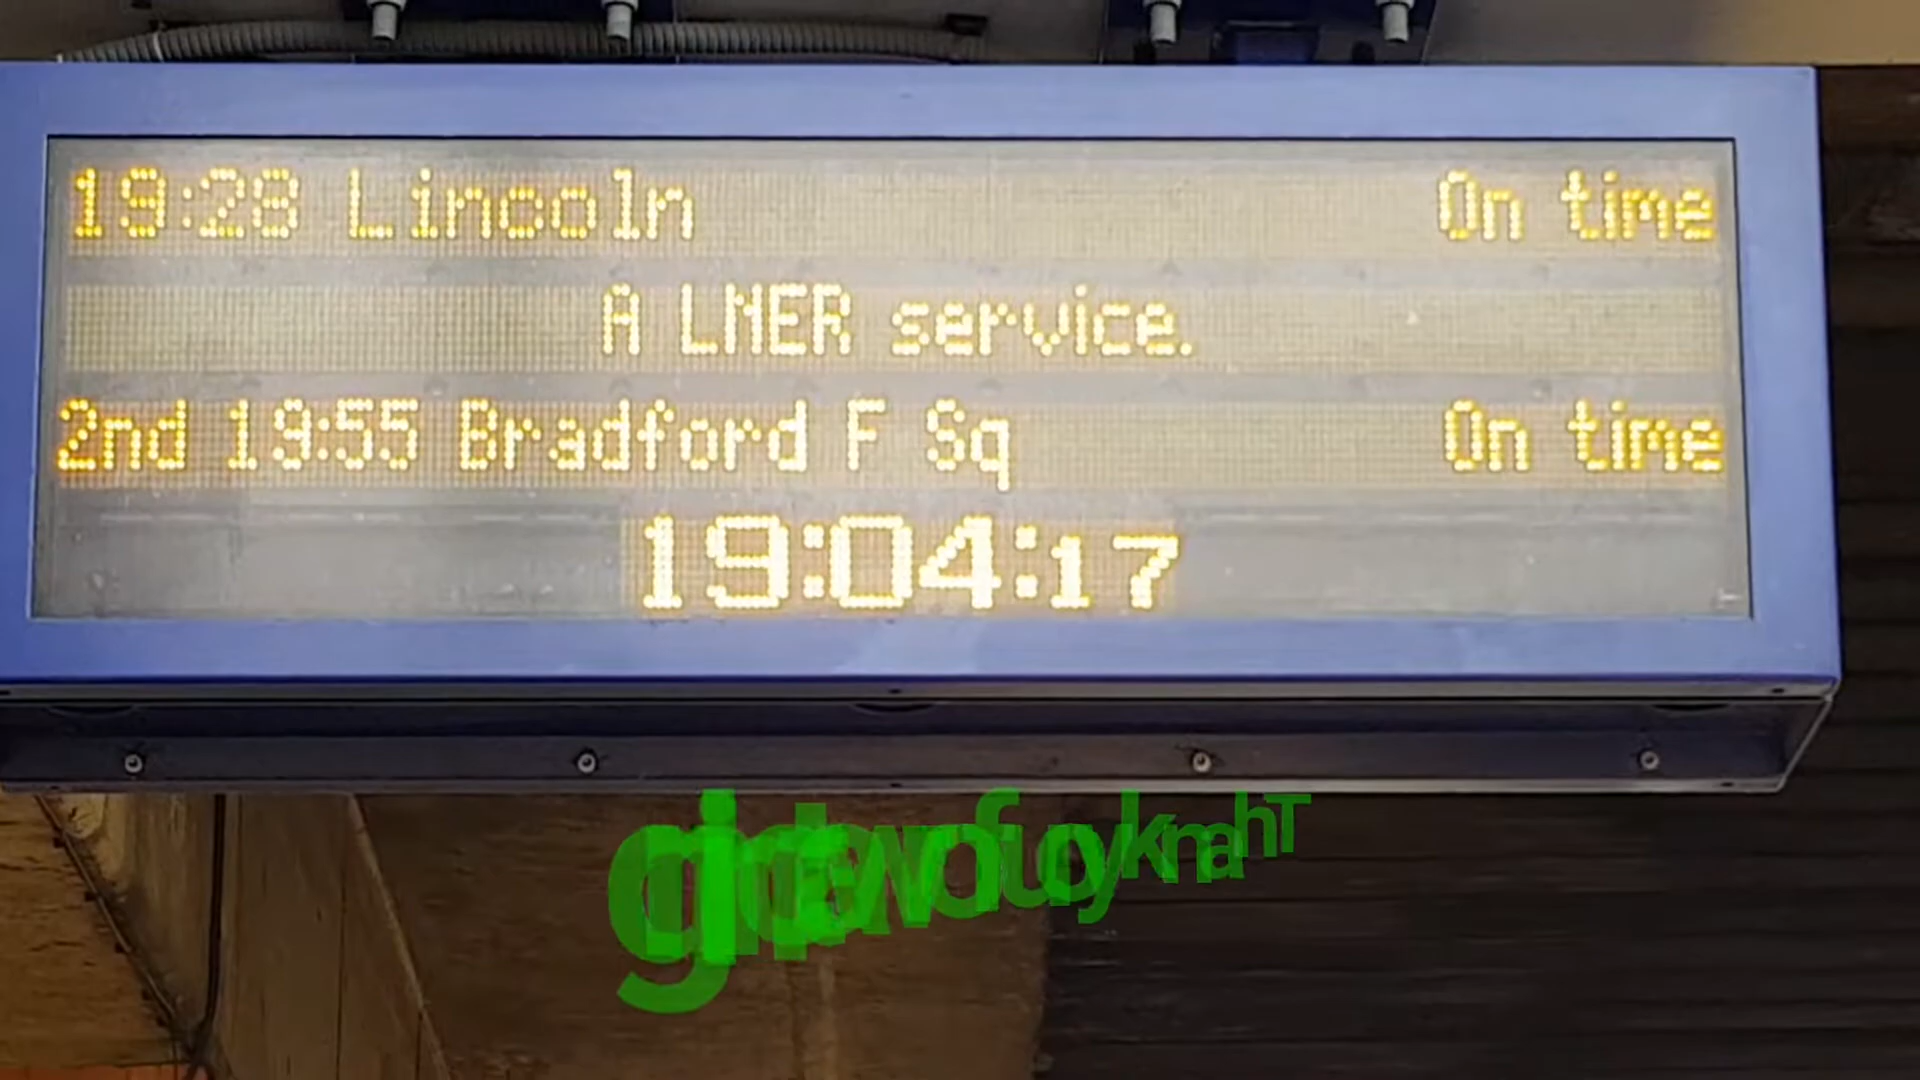 19:28 Lincoln On time
A LNER service.
2nd 19:55 Bradford F Sq On time
19:04:17